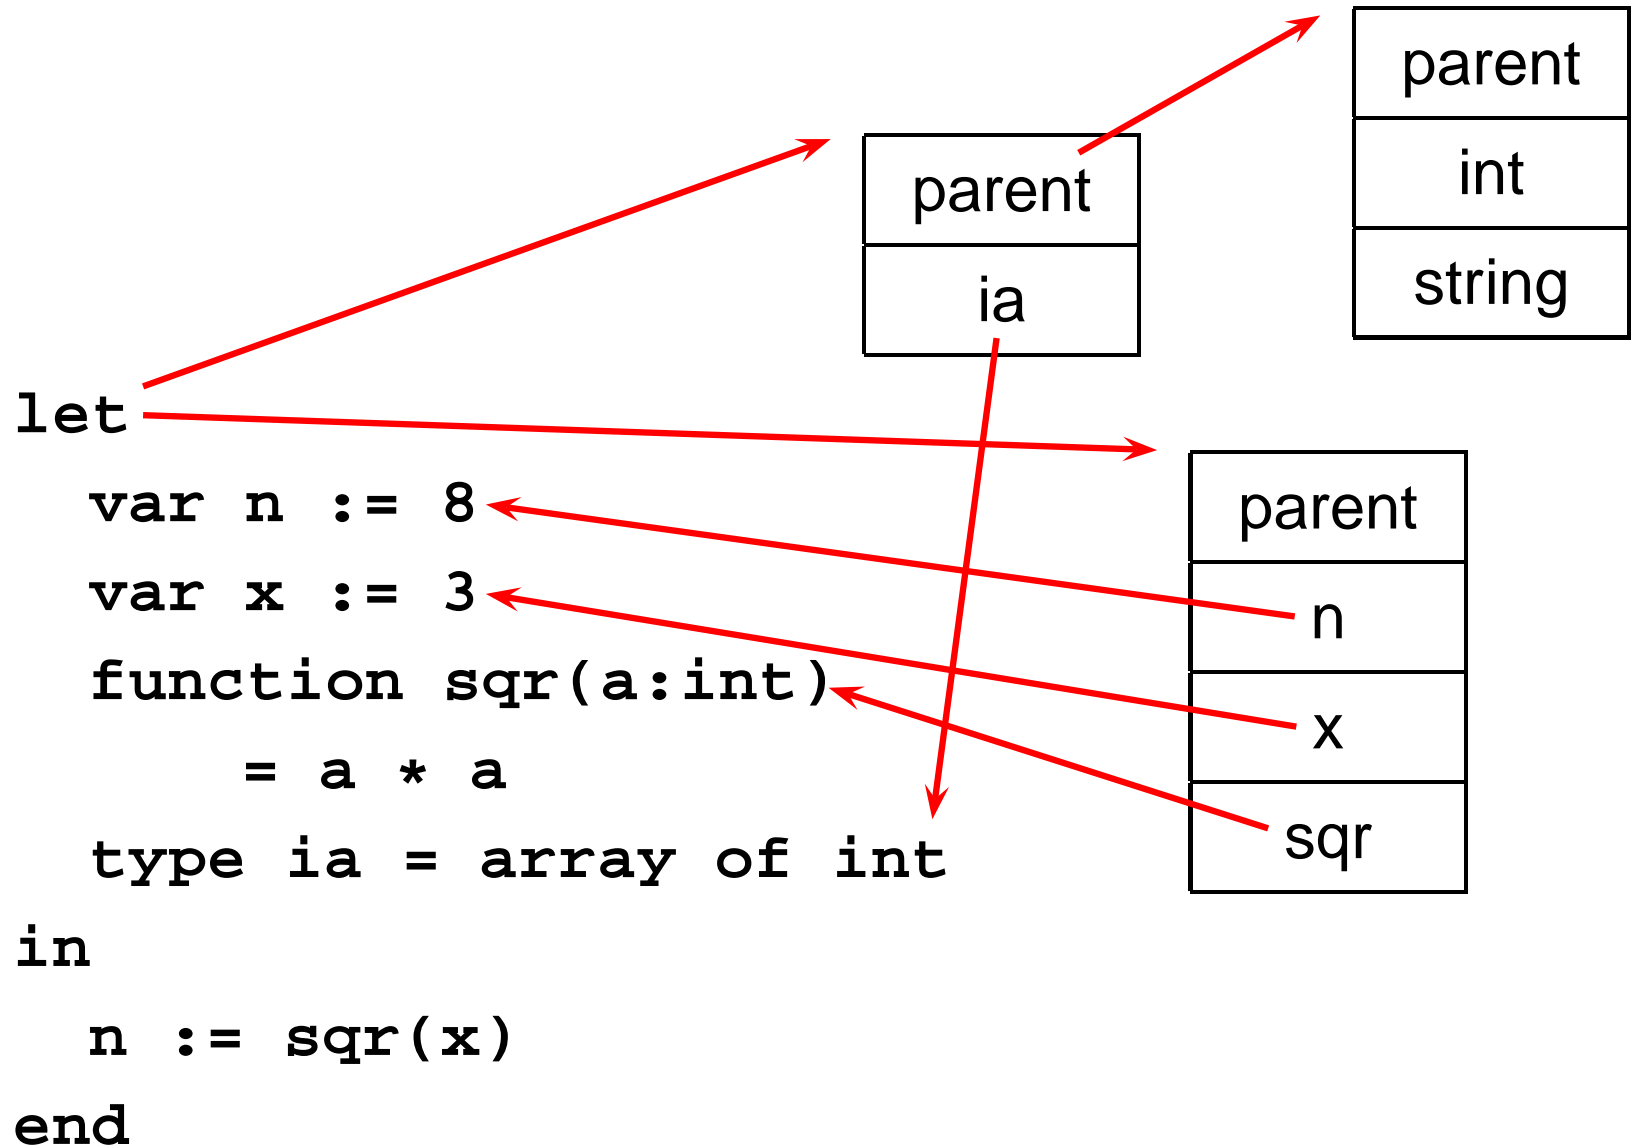 parent
int
string
parent
ia
let
var n := 8
var x := 3
function sqr(a:int)
= a * a
type ia = array of int
in
n := sqr(x)
end
parent
n
x
sqr